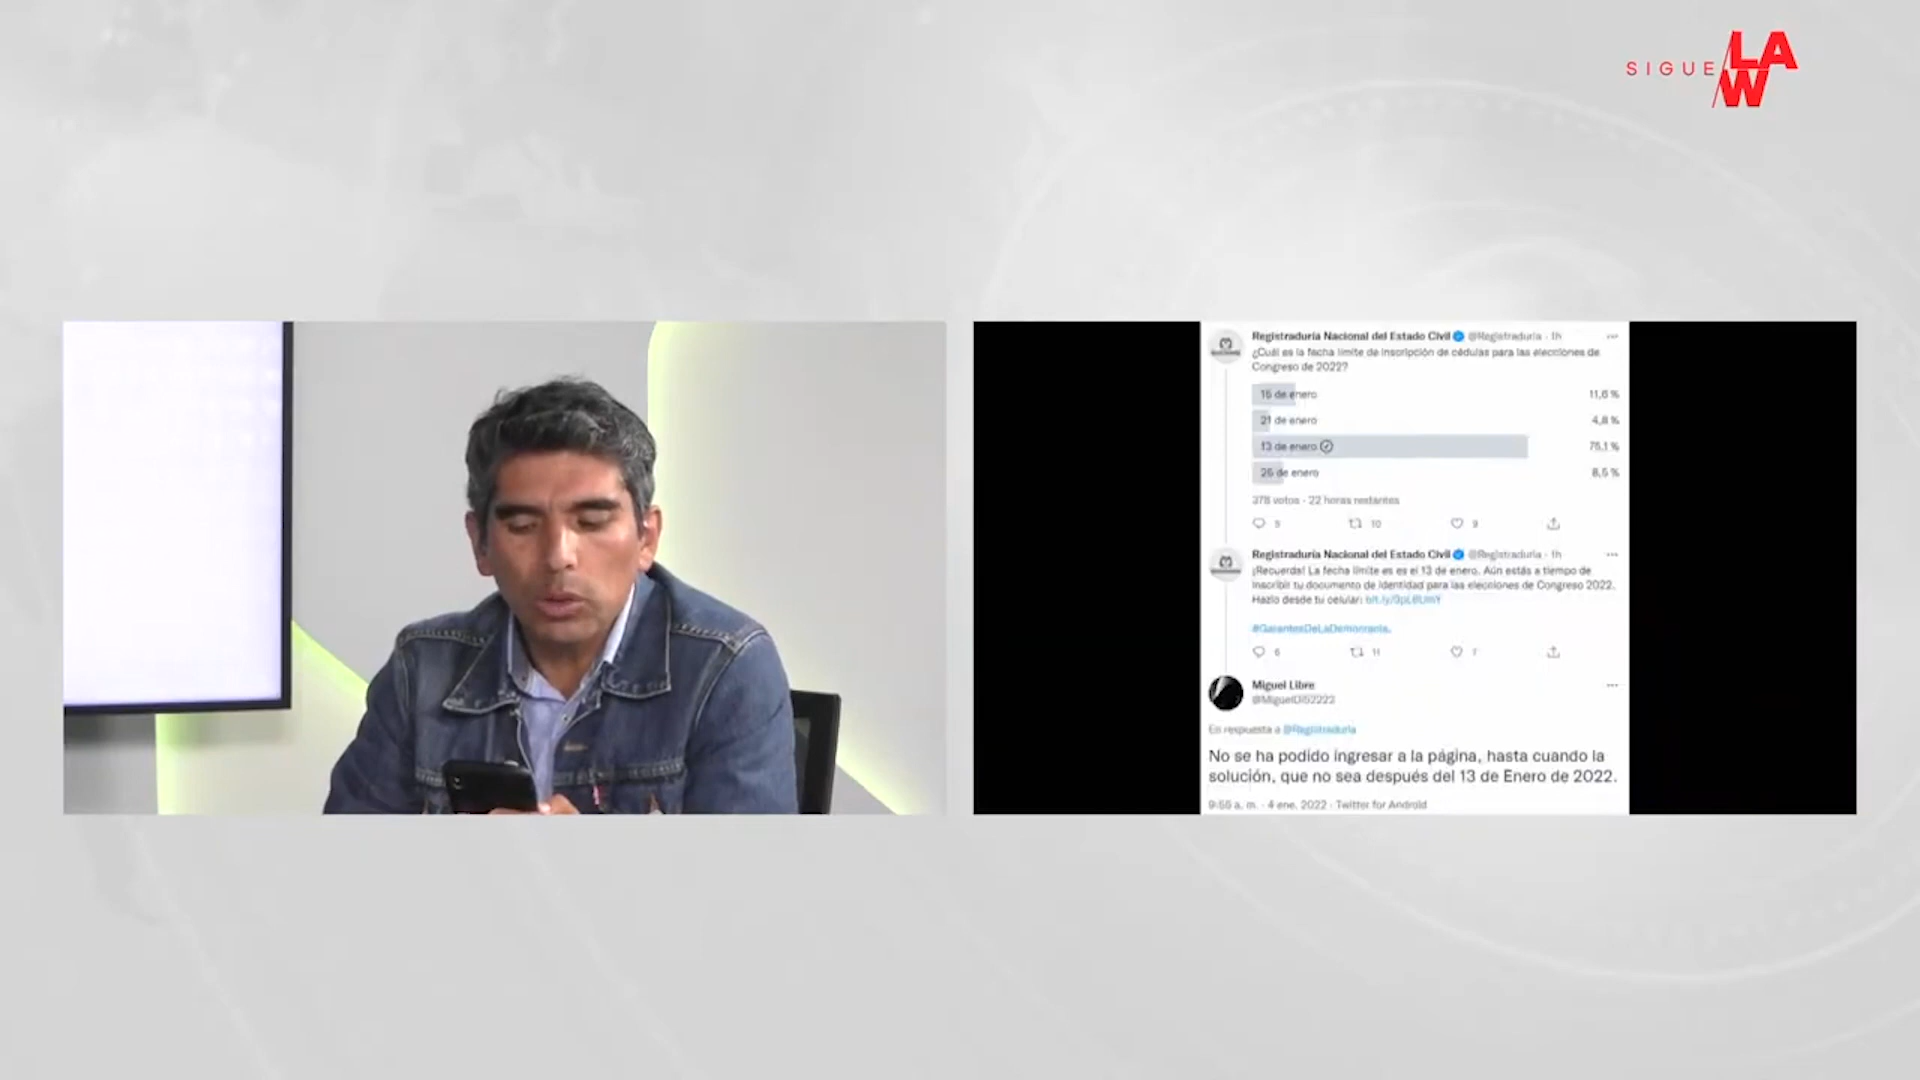 SIGUE LA W
Registraduría Nacional del Estado Civil @Registraduria · 1h
¿Cuál es la fecha límite de inscripción de cédulas para las elecciones de
Congreso de 2022?
15 de enero 11,6 %
21 de enero 4,8 %
13 de enero 75,1 %
25 de enero 8,5 %
378 votos · 22 horas restantes
10 9
Registraduría Nacional del Estado Civil @Registraduria · 1h
¡Recuerda! La fecha límite es es el 13 de enero. Aún estás a tiempo de
inscribir tu documento de identidad para las elecciones de Congreso 2022.
Hazlo desde tu celular:
#GarantesDeLaDemocracia.
6 11 7
Miguel Libre
En respuesta a @Registraduria
No se ha podido ingresar a la página, hasta cuando la
solución, que no sea después del 13 de Enero de 2022.
a. m. · 4 ene. 2022 · Twitter for Android